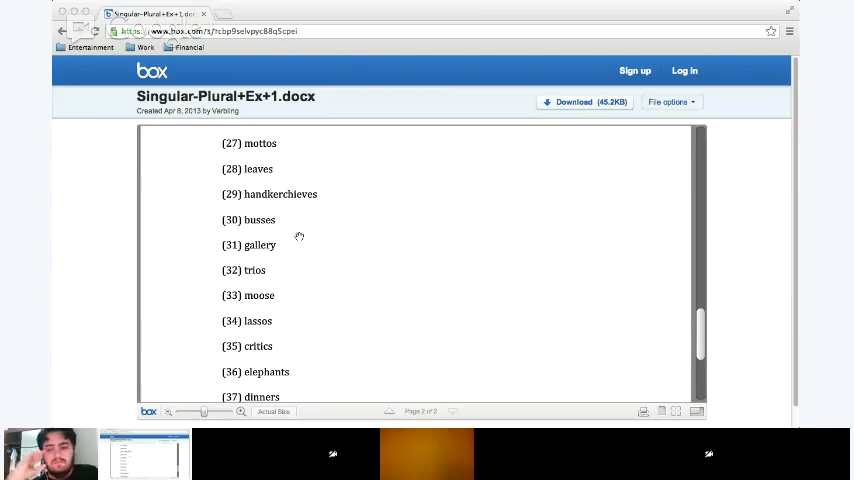 Singular-Plural+Ex+1.doc
https://www.box.com/s/rcbp9selvpyc88q5cpei
Entertainment Work Financial
box Sign up Log in
Singular-Plural+Ex+1.docx
Created Apr 8, 2013 by Verbling
Download (45.2KB) File options
(27) mottos
(28) leaves
(29) handkerchieves
(30) busses
(31) gallery
(32) trios
(33) moose
(34) lassos
(35) critics
(36) elephants
(37) dinners
box Actual Size Page 2 of 2